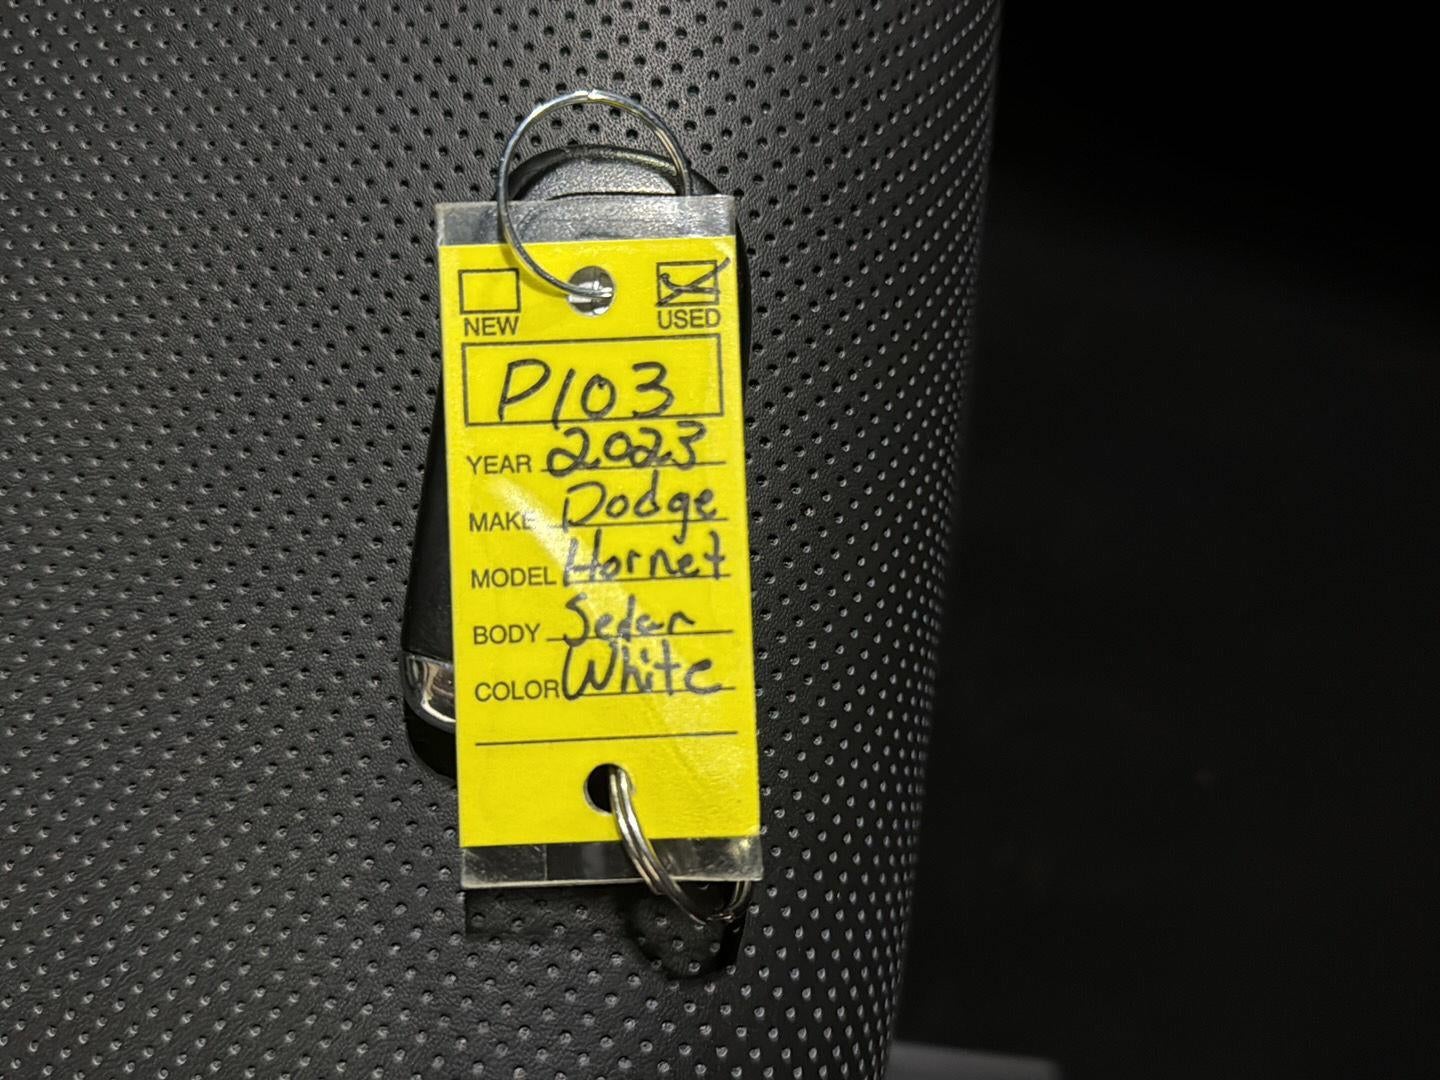 NEW USED
P103
YEAR 2023
MAKE Dodge
MODEL Hornet
BODY Sedan
COLOR White